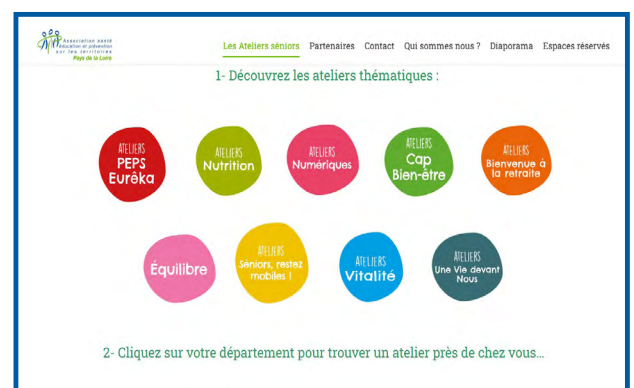 Association santé
éducation et prévention
sur les territoires
Pays de la Loire
Les Ateliers séniors Partenaires Contact Qui sommes nous ? Diaporama Espaces réservés
1- Découvrez les ateliers thématiques :
ATELIERS
PEPS
Eurêka
ATELIERS
Nutrition
ATELIERS
Numériques
ATELIERS
Cap
Bien-être
ATELIERS
Bienvenue à
la retraite
Équilibre
ATELIERS
Séniors, restez
mobiles !
ATELIERS
Vitalité
ATELIERS
Une Vie devant
Nous
2- Cliquez sur votre département pour trouver un atelier près de chez vous...